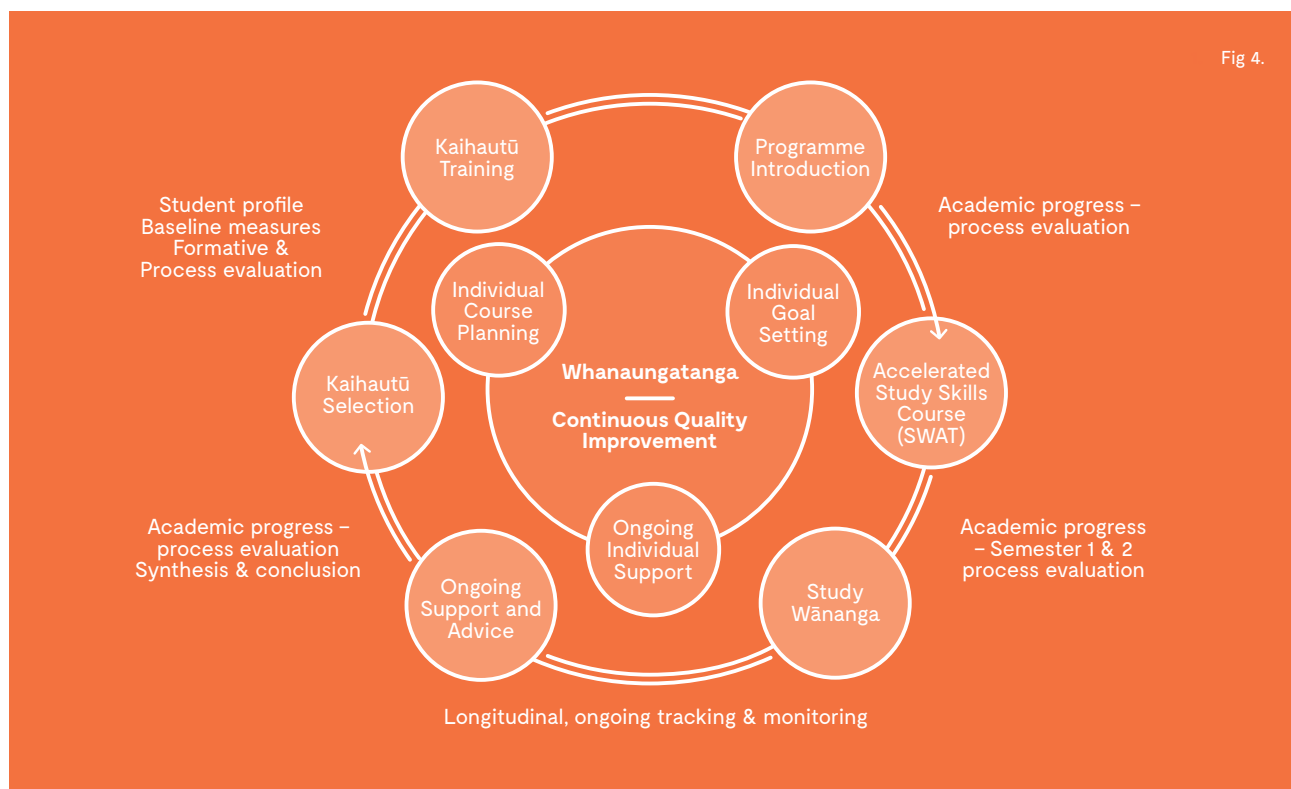 Fig 4.
Kaihautū
Training
Programme
Introduction
Student profile
Baseline measures
Formative &
Process evaluation
Academic progress –
process evaluation
Individual
Course
Planning
Individual
Goal
Setting
Kaihautū
Selection
Whanaungatanga
Continuous Quality
Improvement
Accelerated
Study Skills
Course
(SWAT)
Academic progress –
process evaluation
Synthesis & conclusion
Ongoing
Individual
Support
Academic progress
– Semester 1 & 2
process evaluation
Ongoing
Support and
Advice
Study
Wānanga
Longitudinal, ongoing tracking & monitoring